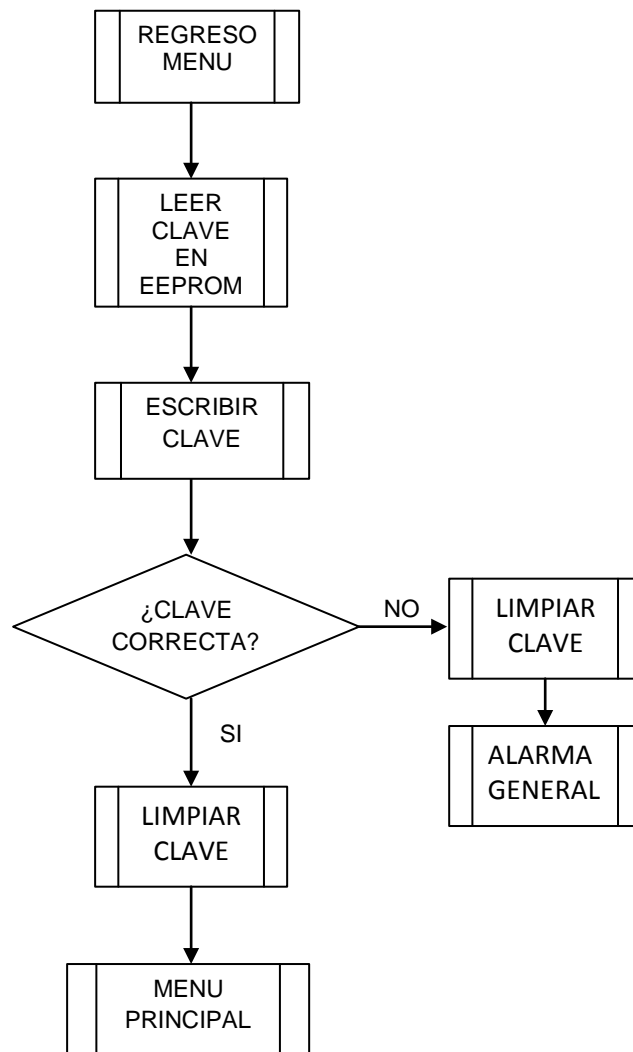 REGRESO
MENU
LEER
CLAVE
EN
EEPROM
ESCRIBIR
CLAVE
¿CLAVE
CORRECTA?
NO
LIMPIAR
CLAVE
ALARMA
GENERAL
SI
LIMPIAR
CLAVE
MENU
PRINCIPAL